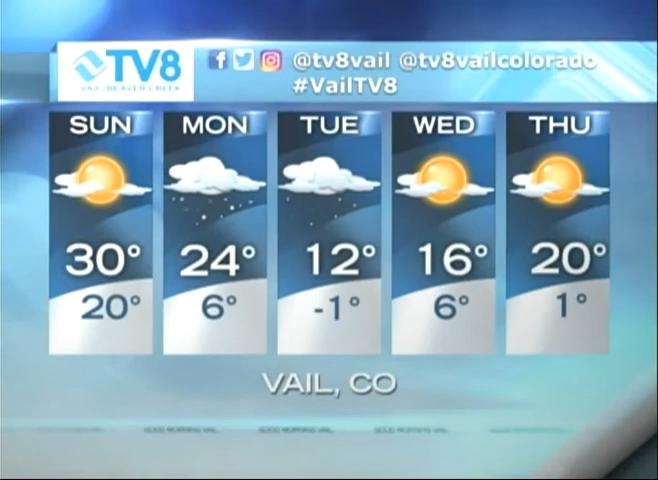 TV8
VAIL/BEAVER CREEK
@tv8vail @tv8vailcolorado
#VailTV8
SUN MON TUE WED THU
30° 24° 12° 16° 20°
20° 6° -1° 6° 1°
VAIL, CO
GOOD MORNING VAIL GOOD MORNING VAIL GOOD MORNING VAIL